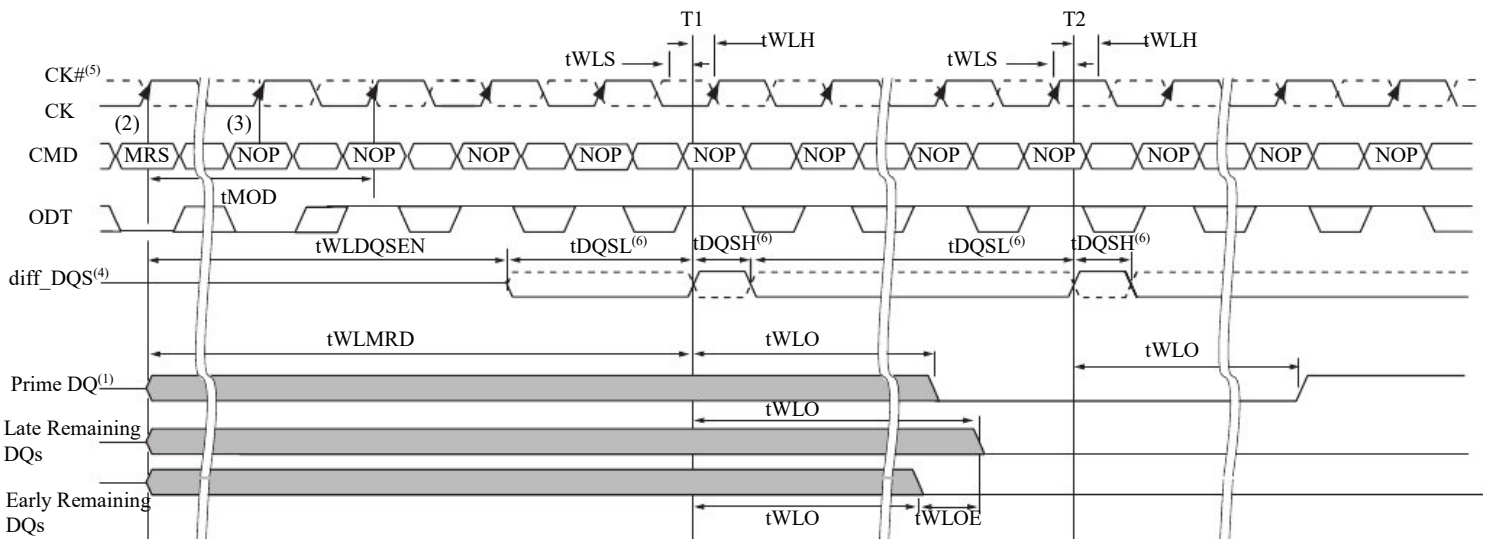 T1 T2
tWLS tWLH tWLS tWLH
CK#(5)
CK
(2) (3)
CMD MRS NOP NOP NOP NOP NOP NOP NOP NOP NOP NOP NOP
tMOD
ODT
tWLDQSEN tDQSL(6) tDQSH(6) tDQSL(6) tDQSH(6)
diff_DQS(4)
tWLMRD tWLO tWLO
Prime DQ(1)
tWLO
Late Remaining
DQs
Early Remaining
DQs
tWLO tWLOE